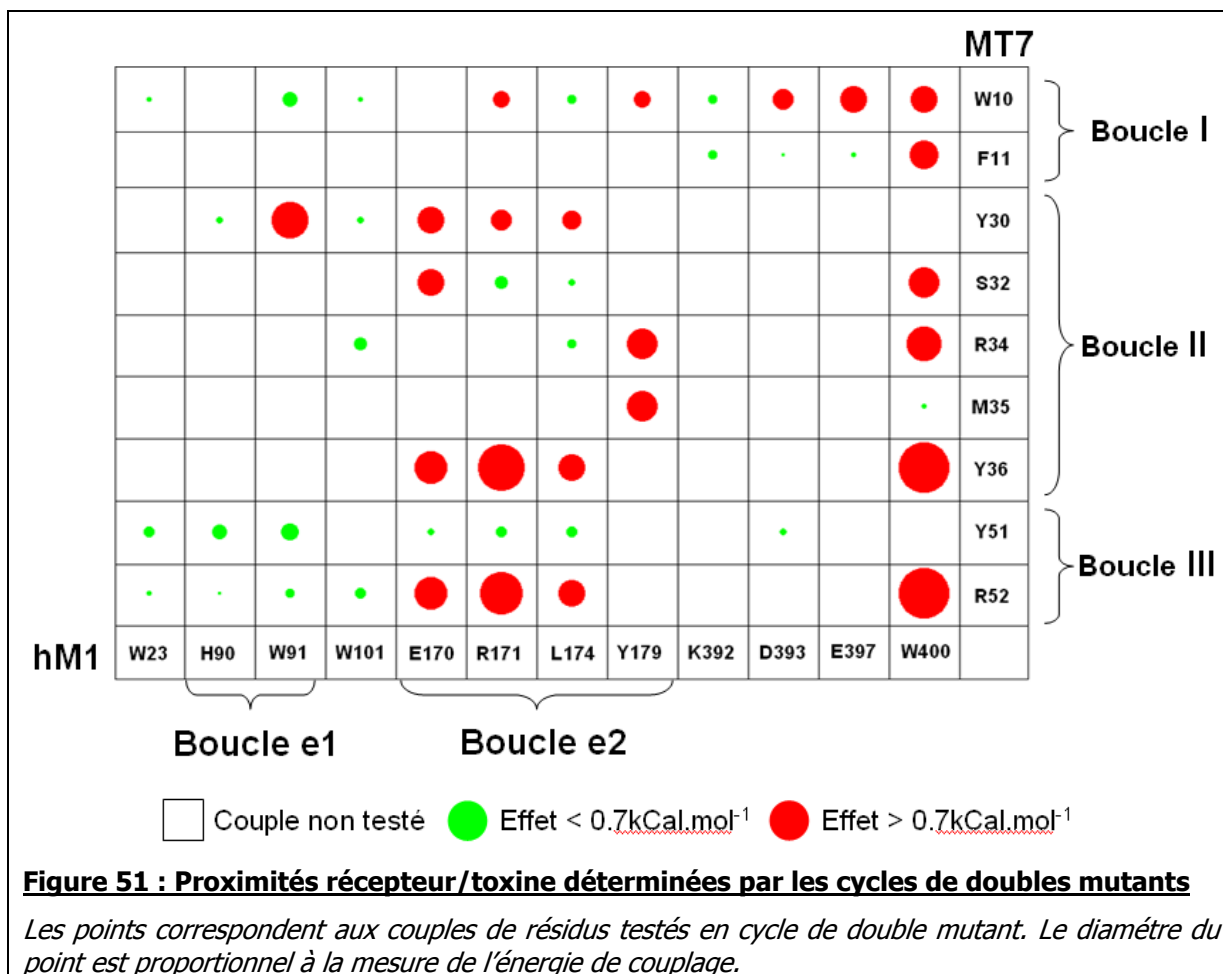 MT7
W10
F11
Boucle I
Y30
S32
R34
M35
Y36
Boucle II
Y51
R52
Boucle III
hM1 W23 H90 W91 W101 E170 R171 L174 Y179 K392 D393 E397 W400
Boucle e1 Boucle e2
Couple non testé Effet < 0.7kCal.mol-1 Effet > 0.7kCal.mol-1
Figure 51 : Proximités récepteur/toxine déterminées par les cycles de doubles mutants
Les points correspondent aux couples de résidus testés en cycle de double mutant. Le diamétre du
point est proportionnel à la mesure de l'énergie de couplage.